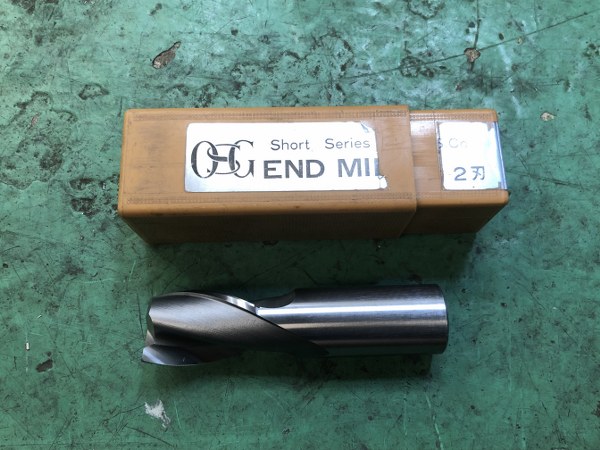 OSG
Short Series
END MI
2刃